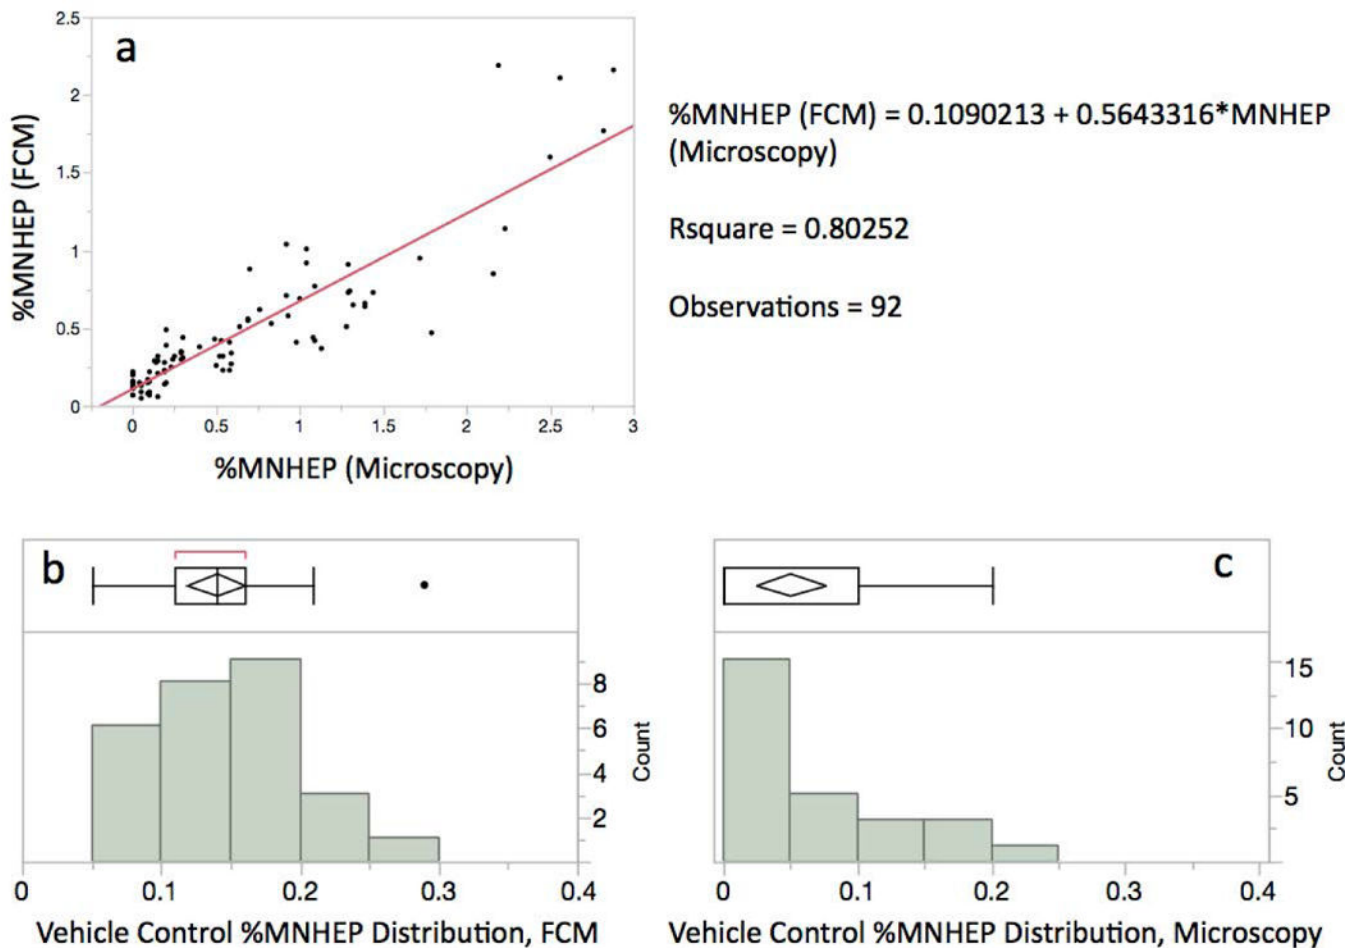 a
2.5
2
1.5
1
0.5
0
%MNHEP (FCM)
0 0.5 1 1.5 2 2.5 3
%MNHEP (Microscopy)
%MNHEP (FCM) = 0.1090213 + 0.5643316*MNHEP
(Microscopy)
Rsquare = 0.80252
Observations = 92
b
8
6
4
2
Count
0 0.1 0.2 0.3 0.4
Vehicle Control %MNHEP Distribution, FCM
c
15
10
5
Count
0 0.1 0.2 0.3 0.4
Vehicle Control %MNHEP Distribution, Microscopy